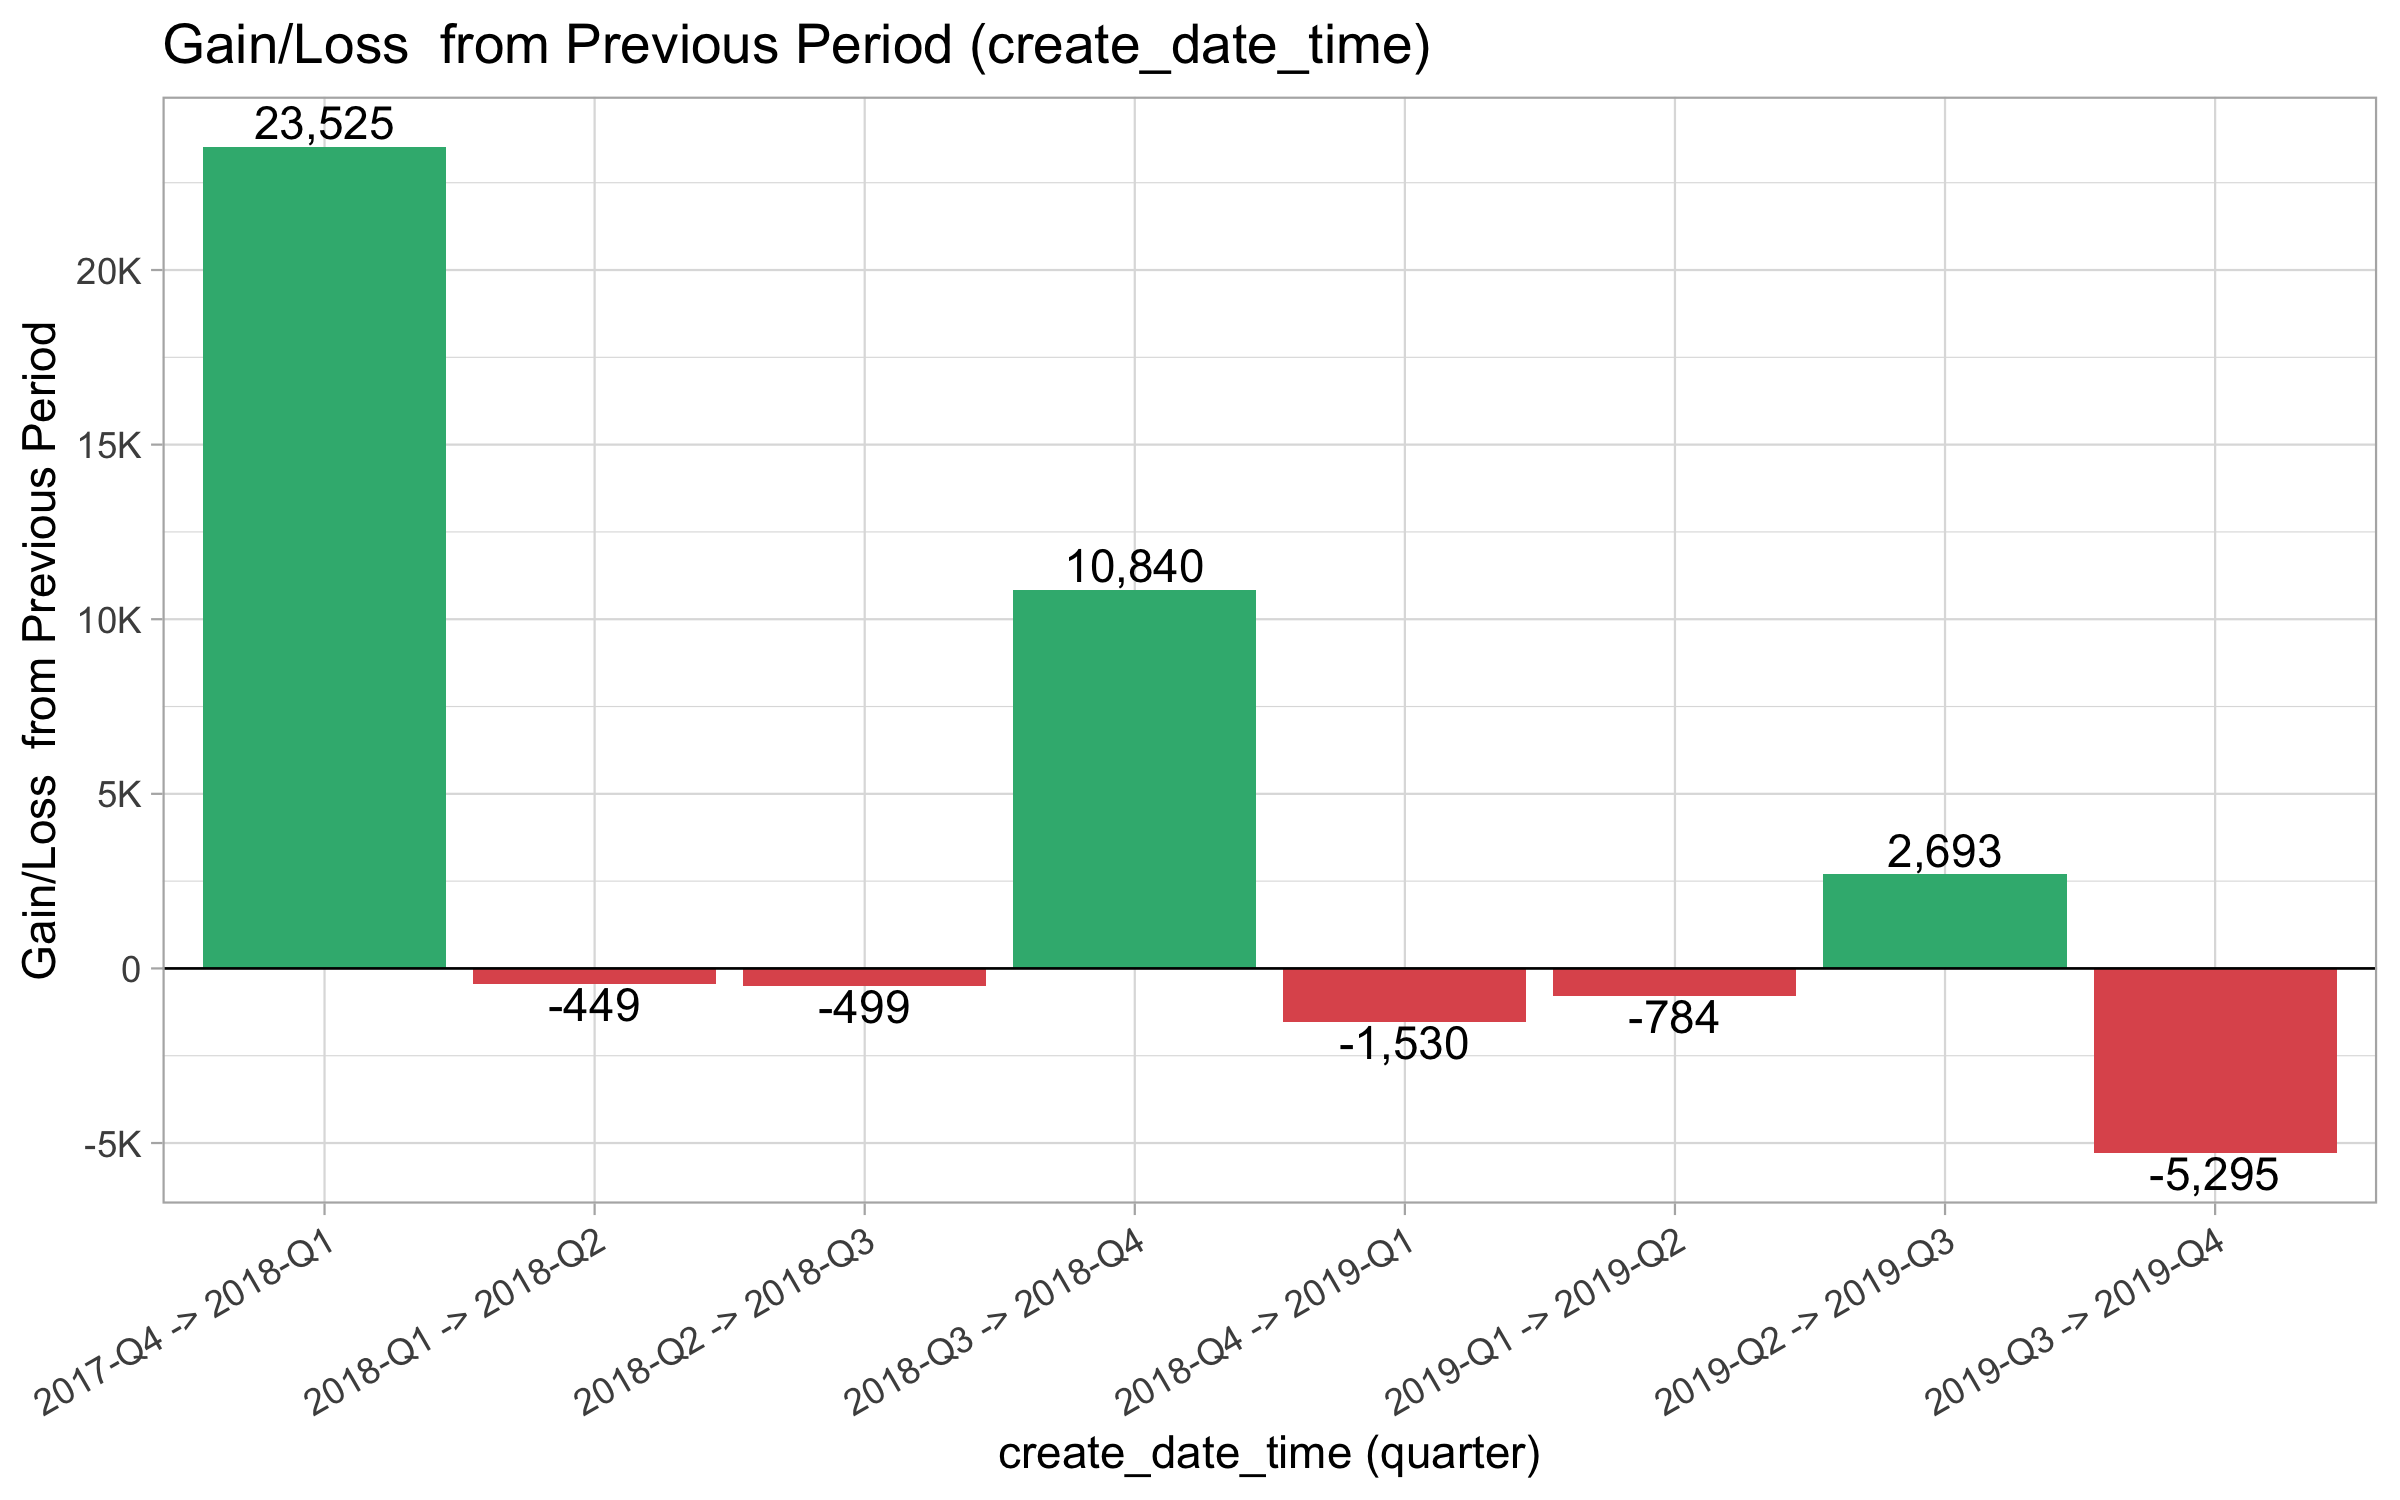 Gain/Loss  from Previous Period (create_date_time)
Gain/Loss  from Previous Period
20K
15K
10K
5K
0
-5K
23,525
-449
-499
10,840
-1,530
-784
2,693
-5,295
2017-Q4 -> 2018-Q1
2018-Q1 -> 2018-Q2
2018-Q2 -> 2018-Q3
2018-Q3 -> 2018-Q4
2018-Q4 -> 2019-Q1
2019-Q1 -> 2019-Q2
2019-Q2 -> 2019-Q3
2019-Q3 -> 2019-Q4
create_date_time (quarter)